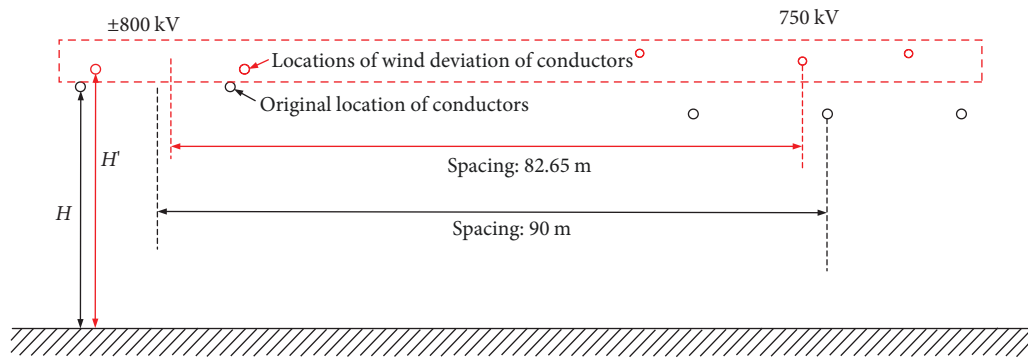 ±800 kV
750 kV
Locations of wind deviation of conductors
Original location of conductors
H'
Spacing: 82.65 m
H
Spacing: 90 m